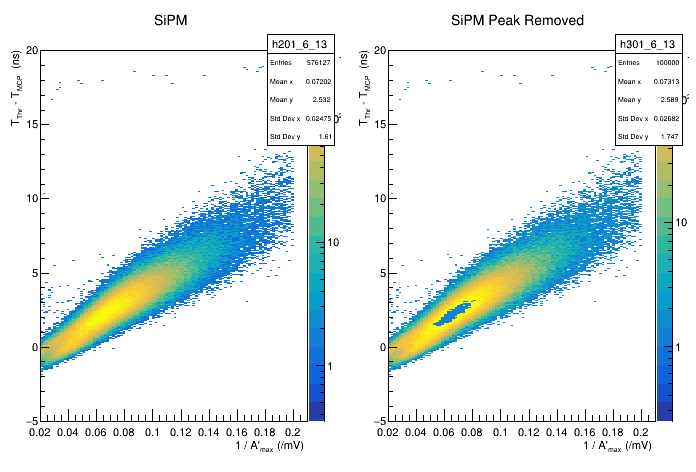 SiPM
h201_6_13
Entries 576127
Mean x 0.07202
Mean y 2.532
Std Dev x 0.02475
Std Dev y 1.61
T_Thr - T_MCP (ns)
20
15
10
5
0
−5
0.02 0.04 0.06 0.08 0.1 0.12 0.14 0.16 0.18 0.2
1 / A'_max (/mV)
10
1
SiPM Peak Removed
h301_6_13
Entries 100000
Mean x 0.07313
Mean y 2.589
Std Dev x 0.02682
Std Dev y 1.747
T_Thr - T_MCP (ns)
20
15
10
5
0
−5
0.02 0.04 0.06 0.08 0.1 0.12 0.14 0.16 0.18 0.2
1 / A'_max (/mV)
10
1